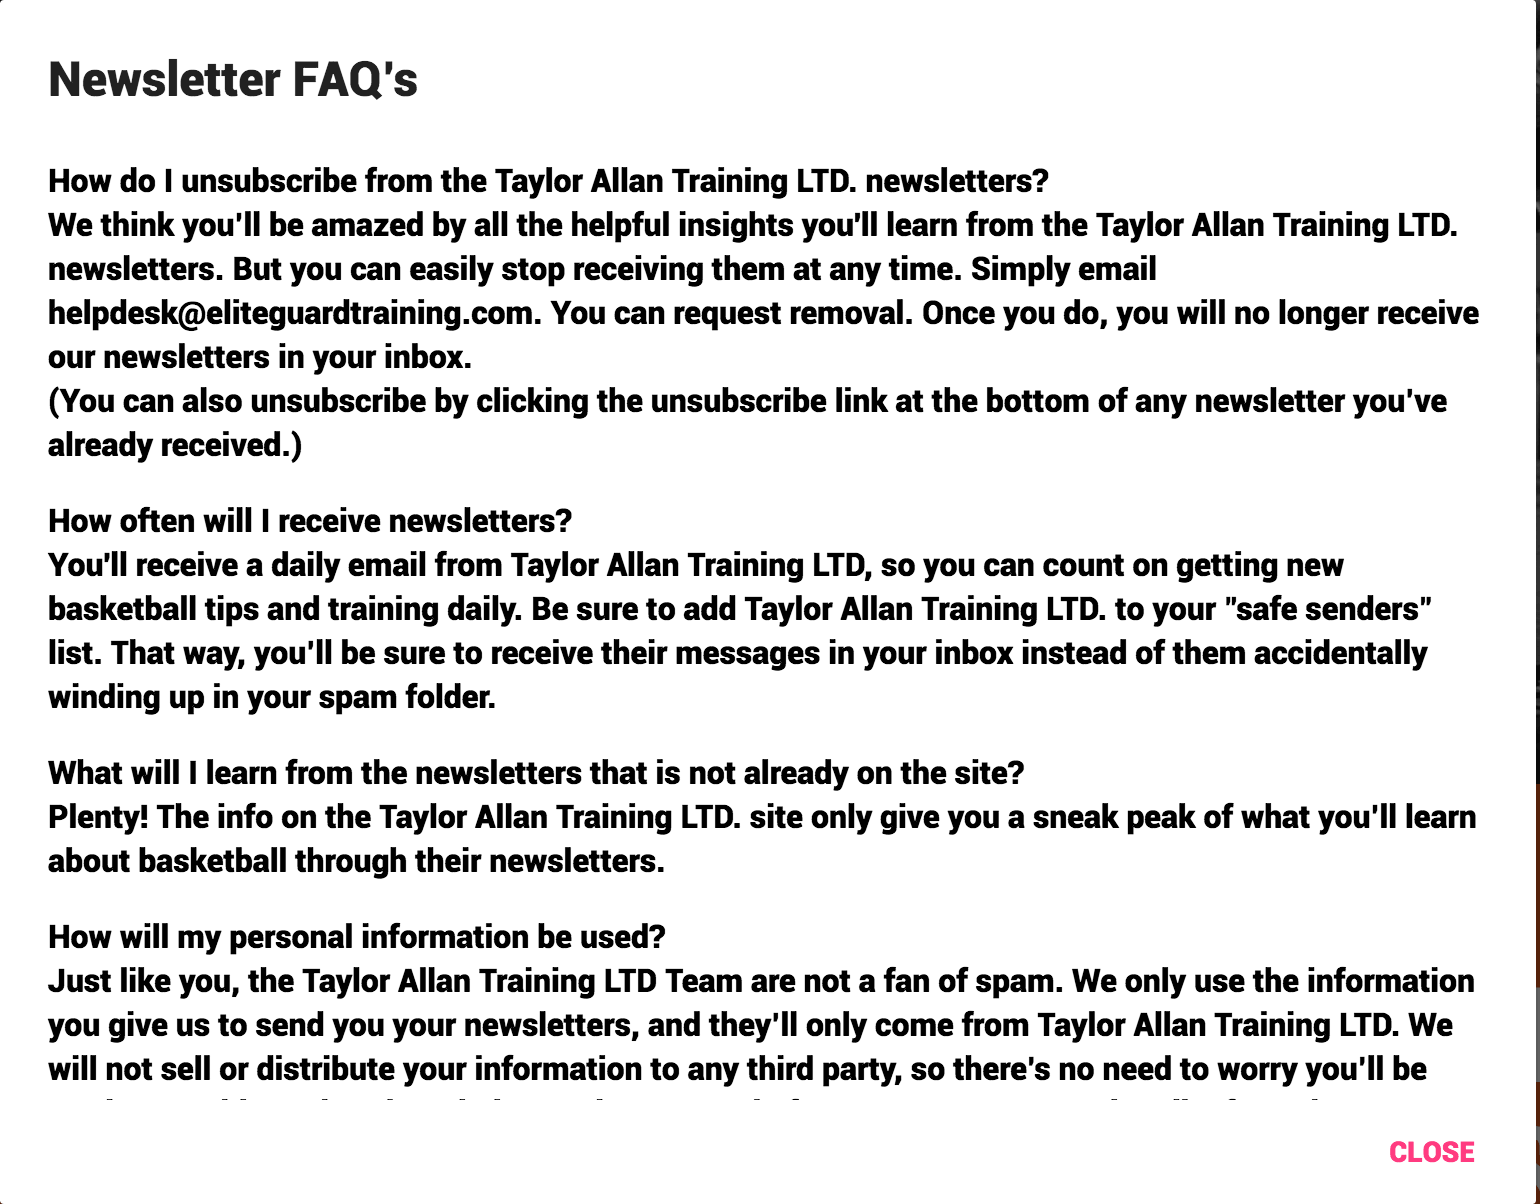 Newsletter FAQ's
How do I unsubscribe from the Taylor Allan Training LTD. newsletters?
We think you'll be amazed by all the helpful insights you'll learn from the Taylor Allan Training LTD.
newsletters. But you can easily stop receiving them at any time. Simply email
helpdesk@eliteguardtraining.com. You can request removal. Once you do, you will no longer receive
our newsletters in your inbox.
(You can also unsubscribe by clicking the unsubscribe link at the bottom of any newsletter you've
already received.)
How often will I receive newsletters?
You'll receive a daily email from Taylor Allan Training LTD, so you can count on getting new
basketball tips and training daily. Be sure to add Taylor Allan Training LTD. to your "safe senders"
list. That way, you'll be sure to receive their messages in your inbox instead of them accidentally
winding up in your spam folder.
What will I learn from the newsletters that is not already on the site?
Plenty! The info on the Taylor Allan Training LTD. site only give you a sneak peak of what you'll learn
about basketball through their newsletters.
How will my personal information be used?
Just like you, the Taylor Allan Training LTD Team are not a fan of spam. We only use the information
you give us to send you your newsletters, and they'll only come from Taylor Allan Training LTD. We
will not sell or distribute your information to any third party, so there's no need to worry you'll be
CLOSE